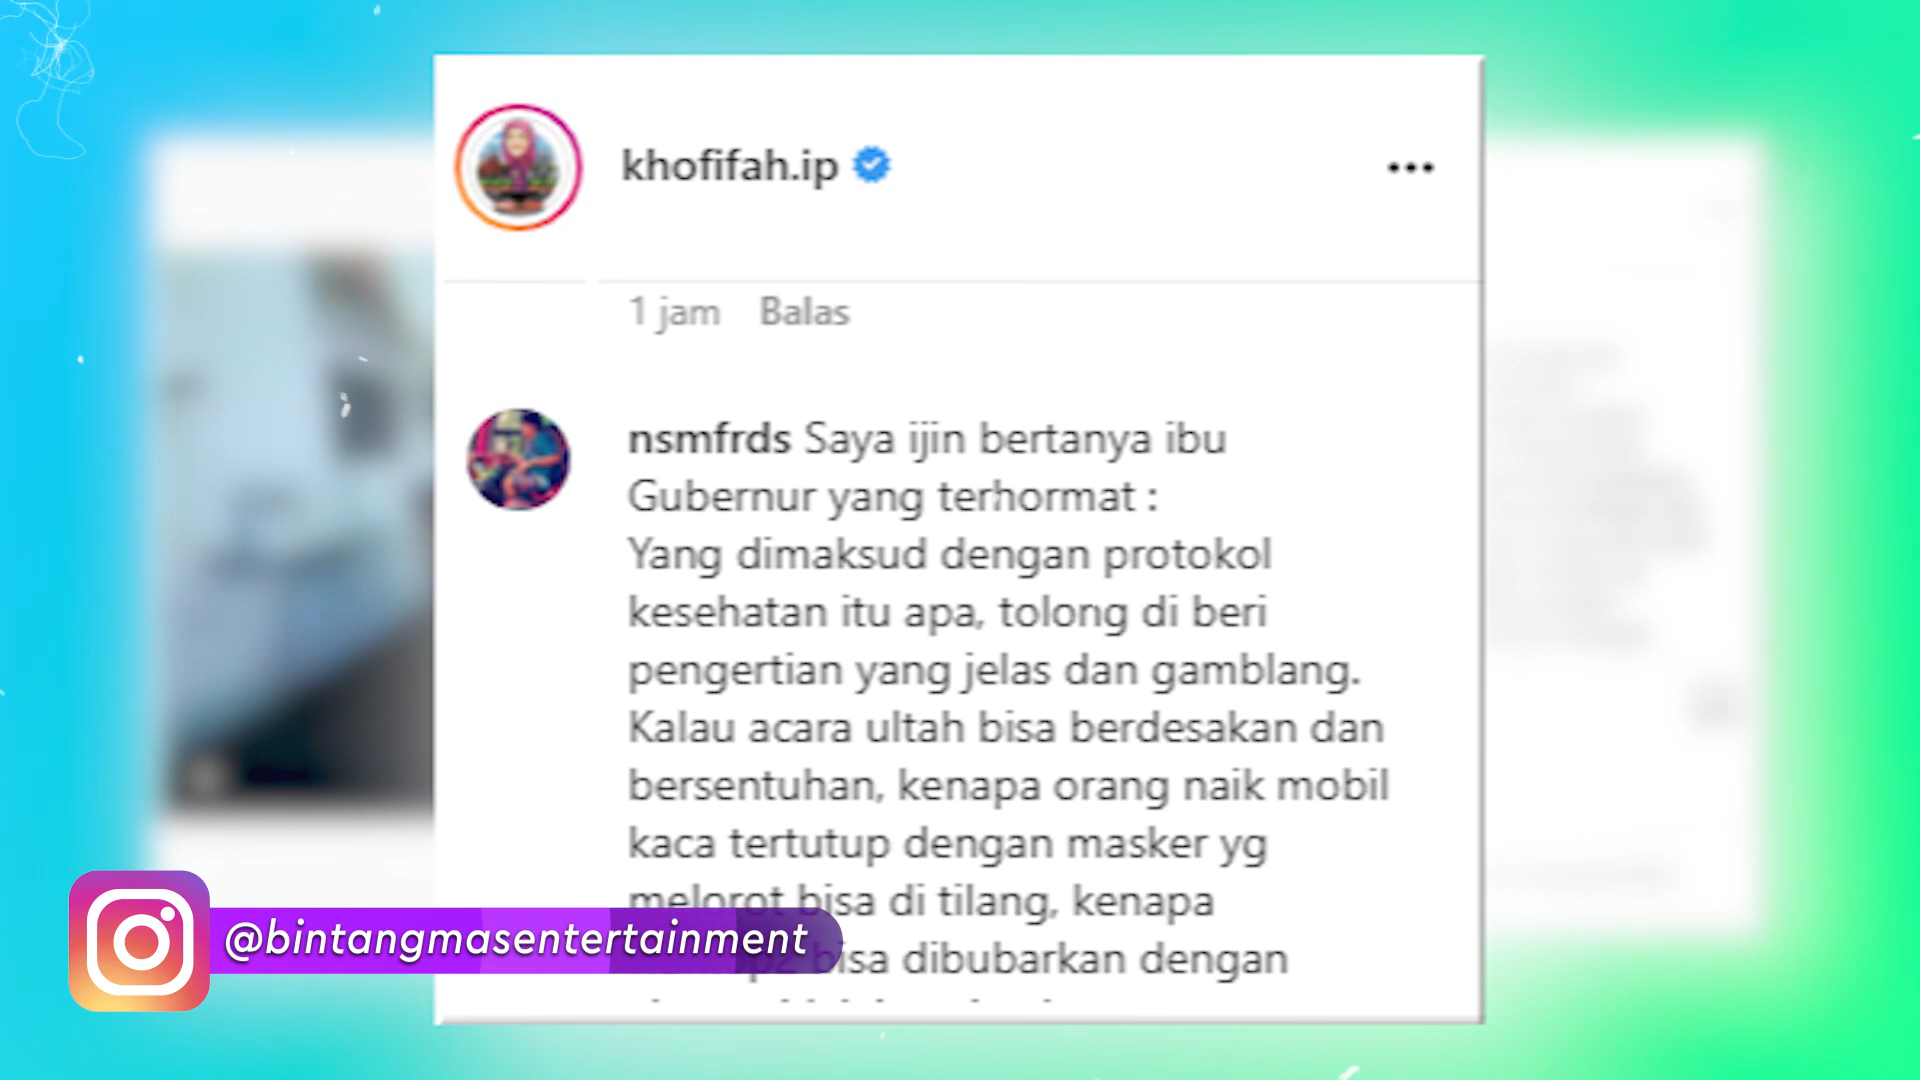 khofifah.ip
1 jam Balas
nsmfrds Saya ijin bertanya ibu
Gubernur yang terhormat :
Yang dimaksud dengan protokol
kesehatan itu apa, tolong di beri
pengertian yang jelas dan gamblang.
Kalau acara ultah bisa berdesakan dan
bersentuhan, kenapa orang naik mobil
kaca tertutup dengan masker yg
melorot bisa di tilang, kenapa
bisa dibubarkan dengan
@bintangmasentertainment